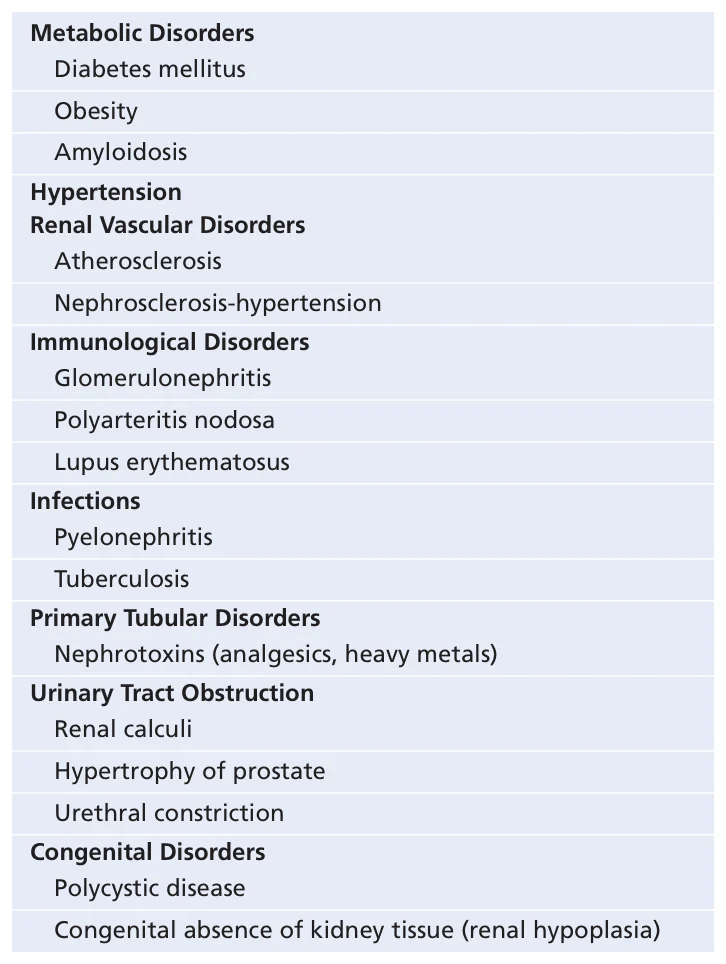 Metabolic Disorders
Diabetes mellitus
Obesity
Amyloidosis
Hypertension
Renal Vascular Disorders
Atherosclerosis
Nephrosclerosis-hypertension
Immunological Disorders
Glomerulonephritis
Polyarteritis nodosa
Lupus erythematosus
Infections
Pyelonephritis
Tuberculosis
Primary Tubular Disorders
Nephrotoxins (analgesics, heavy metals)
Urinary Tract Obstruction
Renal calculi
Hypertrophy of prostate
Urethral constriction
Congenital Disorders
Polycystic disease
Congenital absence of kidney tissue (renal hypoplasia)